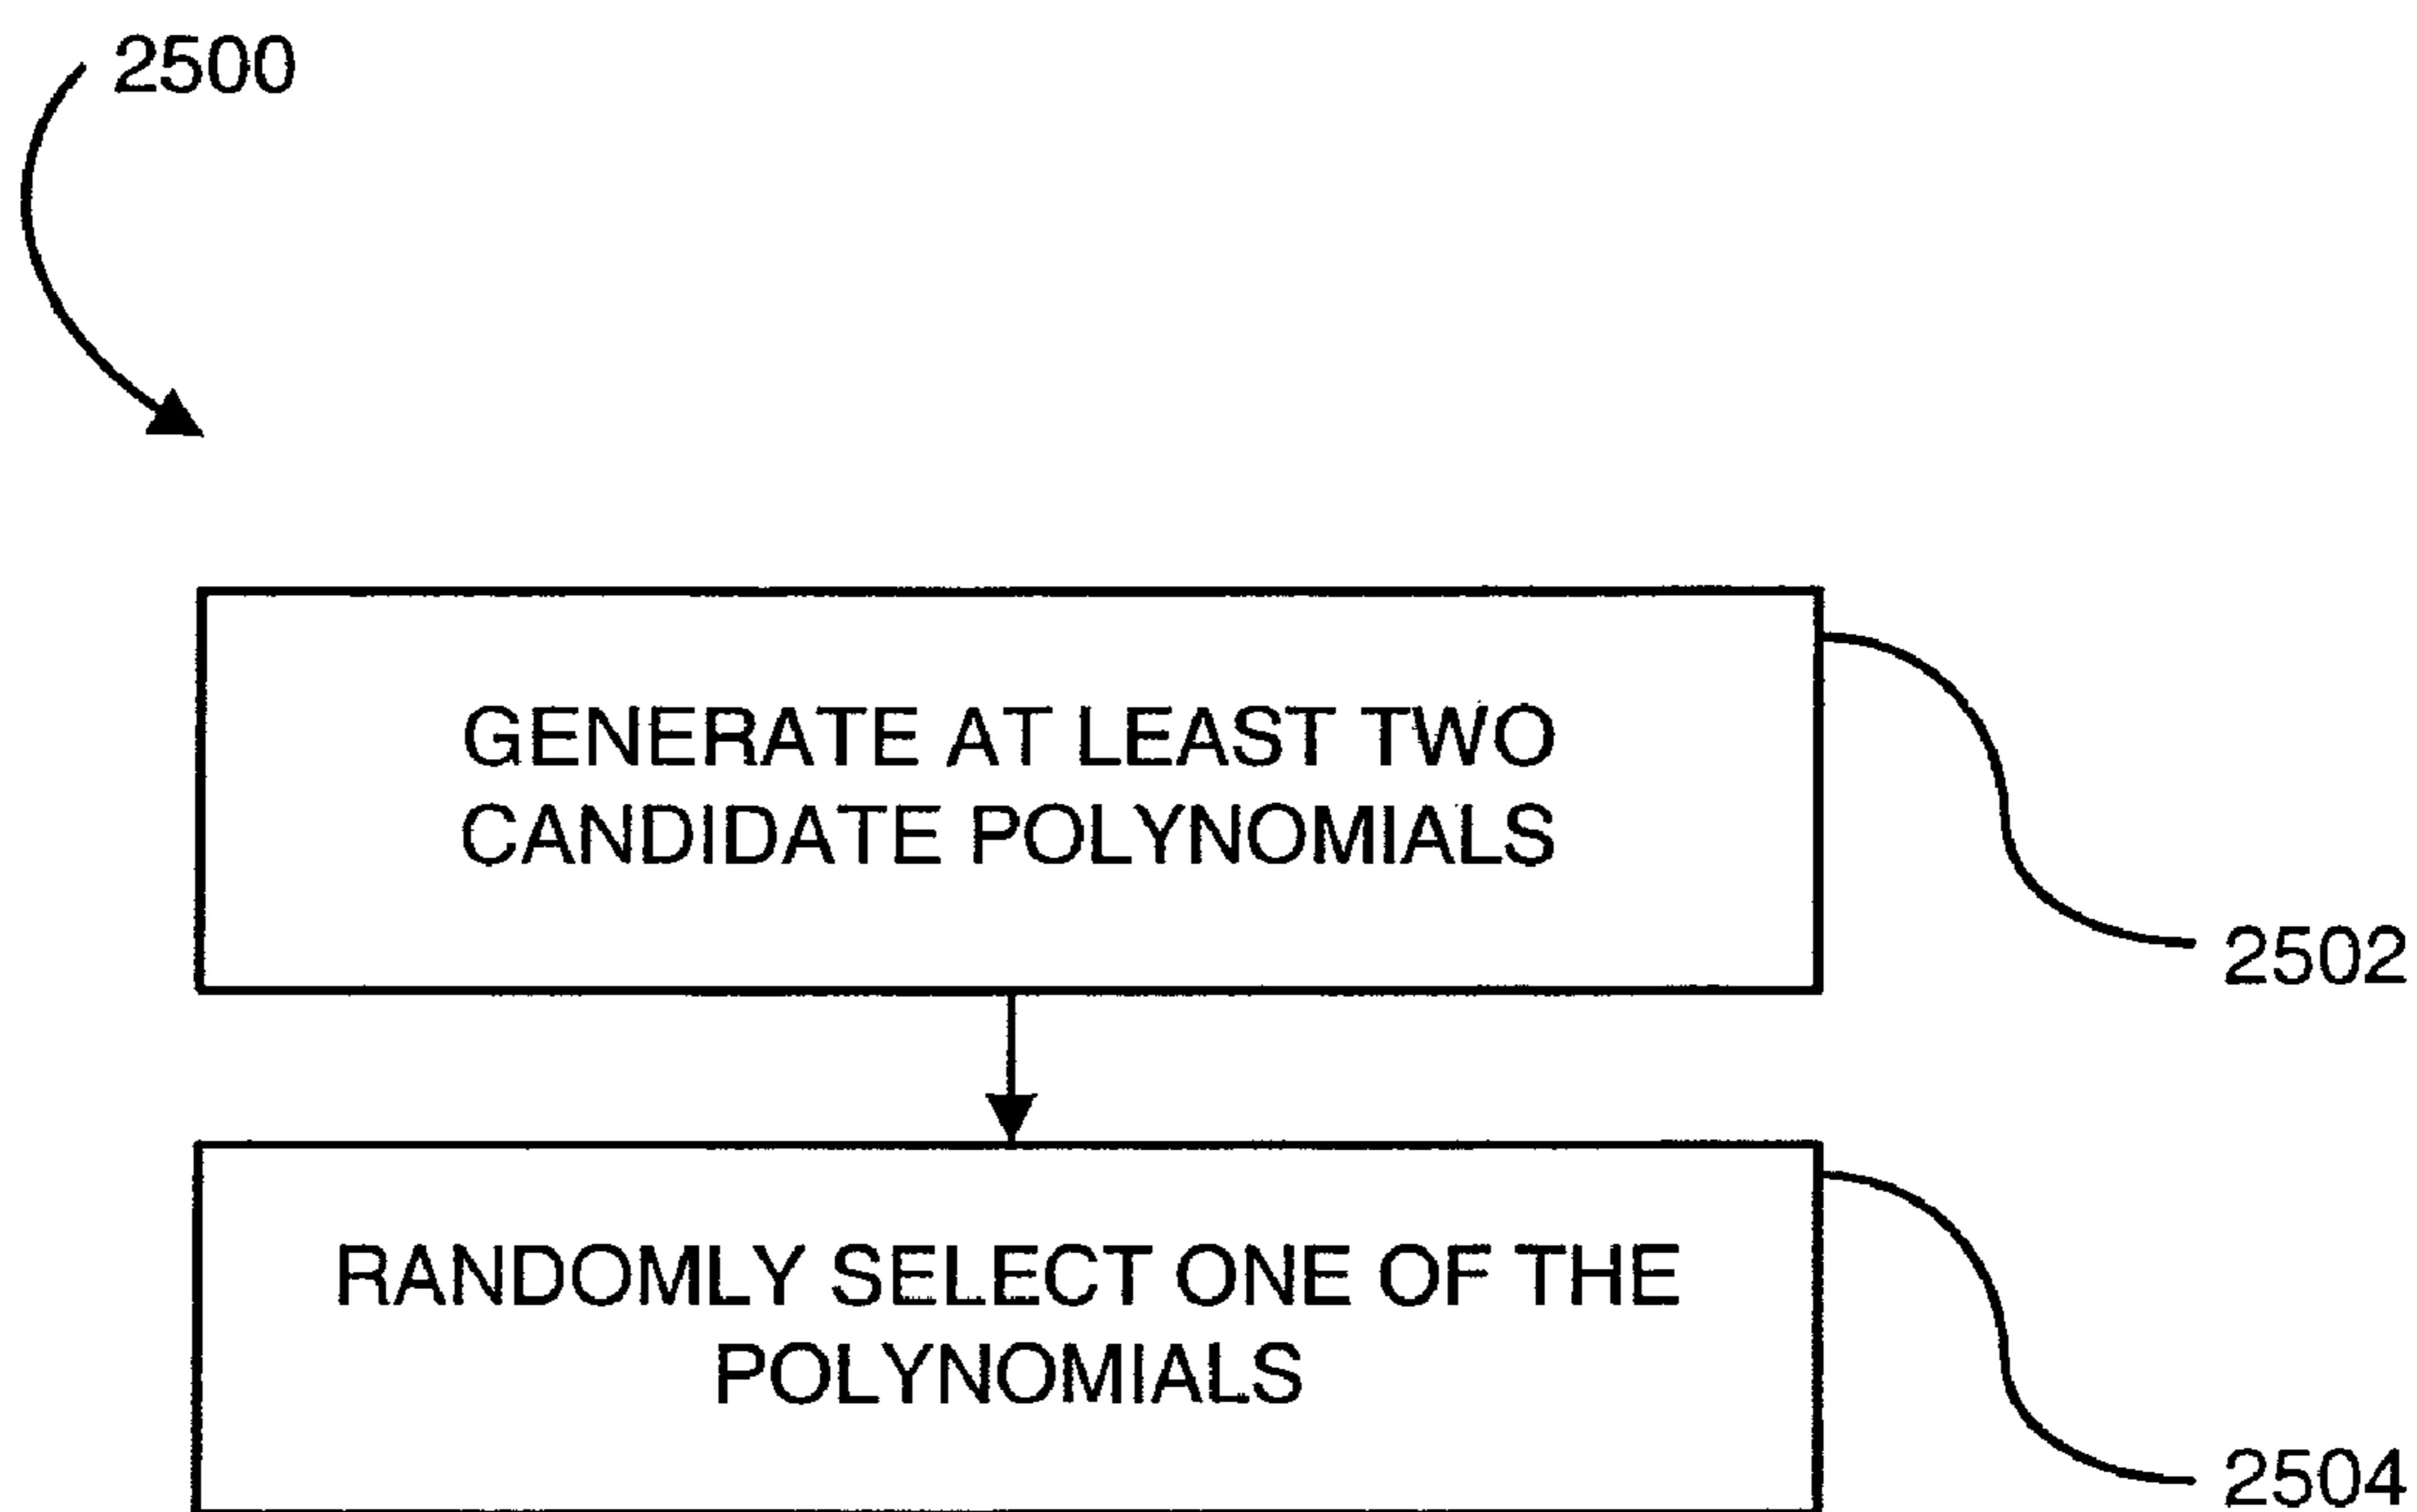 2500
GENERATE AT LEAST TWO
CANDIDATE POLYNOMIALS
2502
RANDOMLY SELECT ONE OF THE
POLYNOMIALS
2504